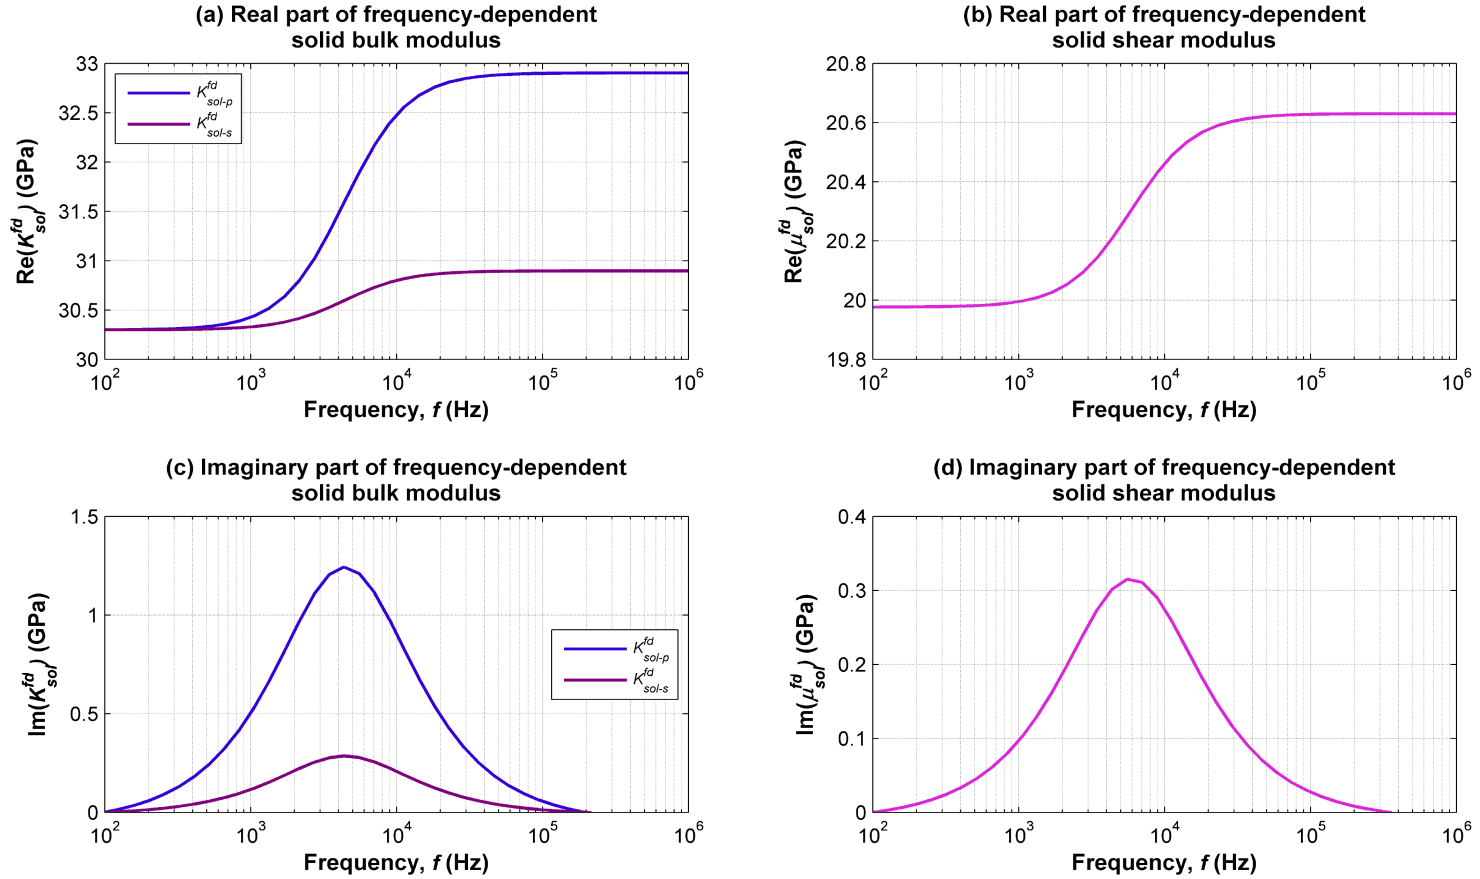 (a) Real part of frequency-dependent
solid bulk modulus
Re(K^fd_sol) (GPa)
33
32.5
32
31.5
31
30.5
30
K^fd_sol-p
K^fd_sol-s
10^2 10^3 10^4 10^5 10^6
Frequency, f (Hz)
(b) Real part of frequency-dependent
solid shear modulus
Re(μ^fd_sol) (GPa)
20.8
20.6
20.4
20.2
20
19.8
10^2 10^3 10^4 10^5 10^6
Frequency, f (Hz)
(c) Imaginary part of frequency-dependent
solid bulk modulus
Im(K^fd_sol) (GPa)
1.5
1
0.5
0
K^fd_sol-p
K^fd_sol-s
10^2 10^3 10^4 10^5 10^6
Frequency, f (Hz)
(d) Imaginary part of frequency-dependent
solid shear modulus
Im(μ^fd_sol) (GPa)
0.4
0.3
0.2
0.1
0
10^2 10^3 10^4 10^5 10^6
Frequency, f (Hz)